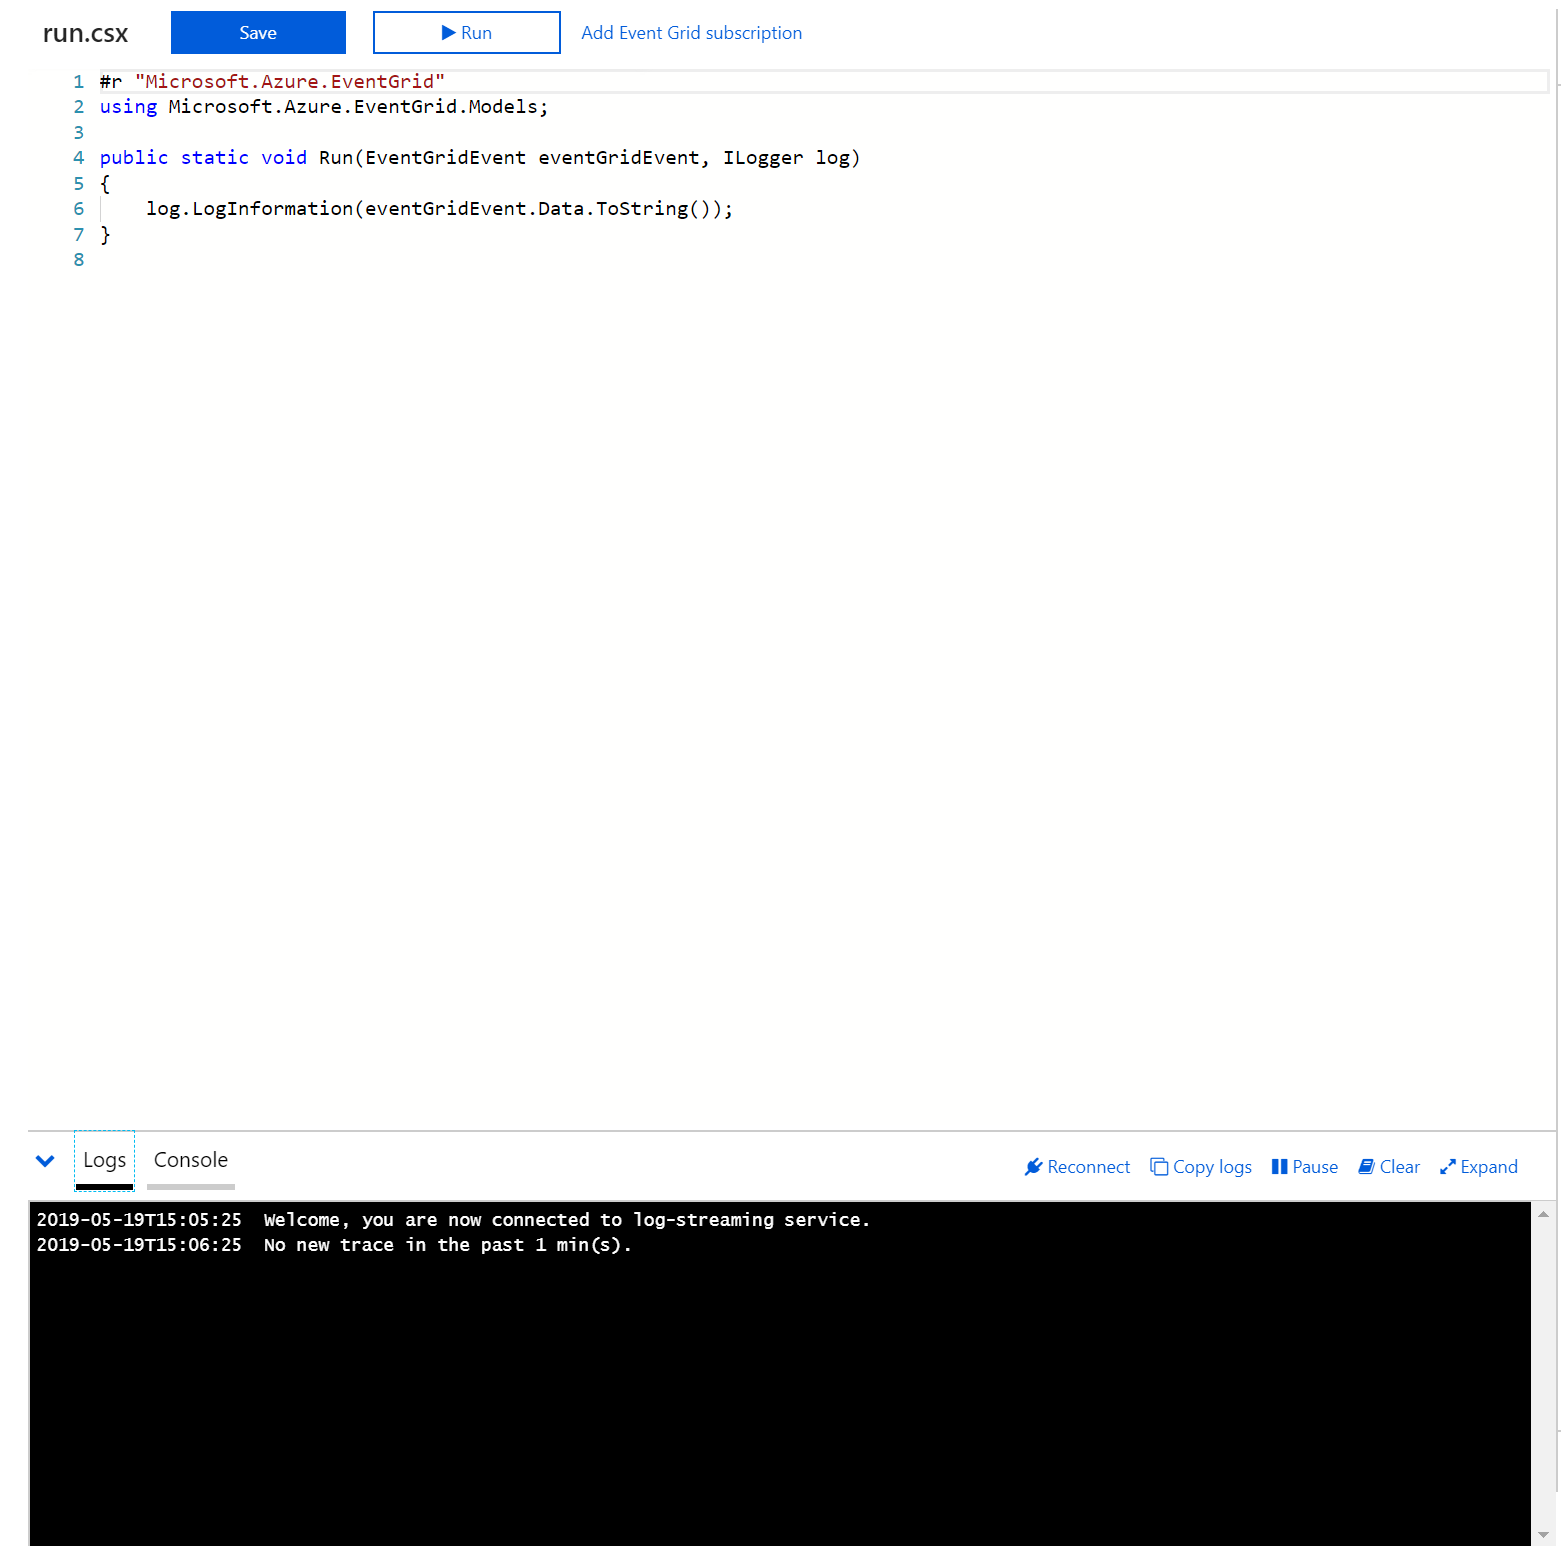 run.csx Save Run Add Event Grid subscription
1 #r "Microsoft.Azure.EventGrid"
2 using Microsoft.Azure.EventGrid.Models;
3
4 public static void Run(EventGridEvent eventGridEvent, ILogger log)
5 {
6     log.LogInformation(eventGridEvent.Data.ToString());
7 }
8
Logs Console Reconnect Copy logs Pause Clear Expand
2019-05-19T15:05:25  Welcome, you are now connected to log-streaming service.
2019-05-19T15:06:25  No new trace in the past 1 min(s).